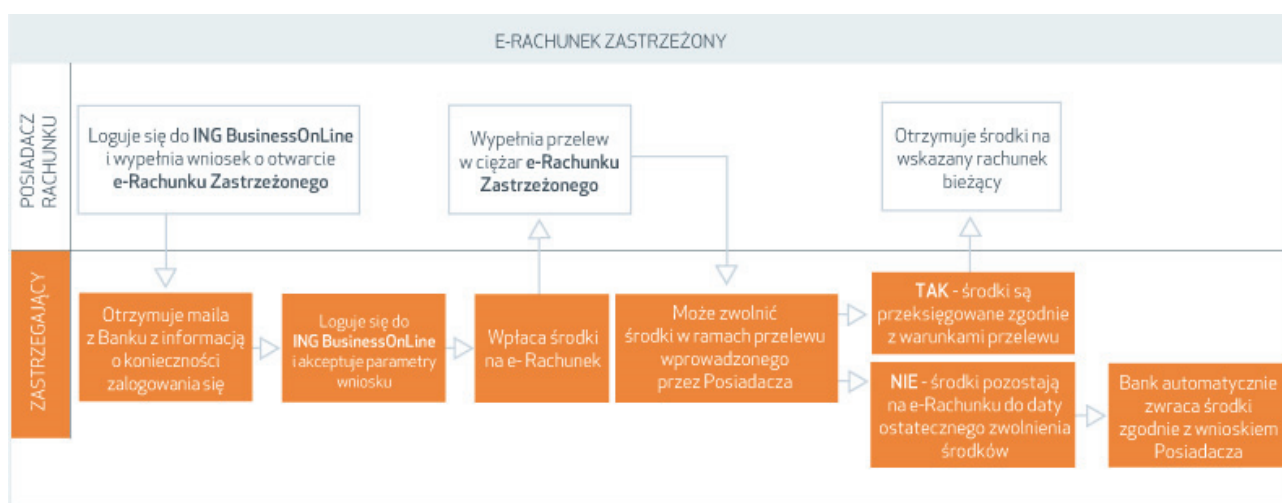 E-RACHUNEK ZASTRZEŻONY
POSIADACZ
RACHUNKU
Loguje się do ING BusinessOnLine
i wypełnia wniosek o otwarcie
e-Rachunku Zastrzeżonego
Wypełnia przelew
w ciężar e-Rachunku
Zastrzeżonego
Otrzymuje środki na
wskazany rachunek
bieżący
ZASTRZEGAJĄCY
Otrzymuje maila
z Banku z informacją
o konieczności
zalogowania się
Loguje się do
ING BusinessOnLine
i akceptuje parametry
wniosku
Wpłaca środki
na e- Rachunek
Może zwolnić
środki w ramach przelewu
wprowadzonego
przez Posiadacza
TAK - środki są
przeksięgowane zgodnie
z warunkami przelewu
NIE - środki pozostają
na e-Rachunku do daty
ostatecznego zwolnienia
środków
Bank automatycznie
zwraca środki
zgodnie z wnioskiem
Posiadacza